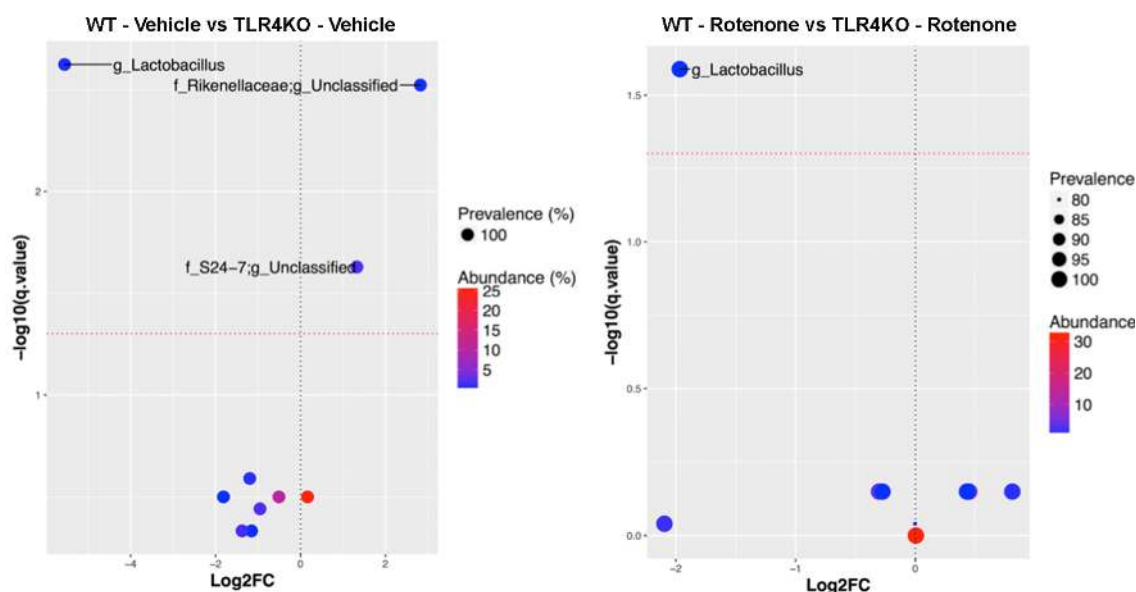 WT - Vehicle vs TLR4KO - Vehicle
g_Lactobacillus
f_Rikenellaceae;g_Unclassified
f_S24-7;g_Unclassified
2
1
-log10(q.value)
-4
-2
0
2
Log2FC
Prevalence (%)
100
Abundance (%)
25
20
15
10
5
WT - Rotenone vs TLR4KO - Rotenone
g_Lactobacillus
1.5
1.0
0.5
0.0
-log10(q.value)
-2
-1
0
Log2FC
Prevalence
80
85
90
95
100
Abundance
30
20
10